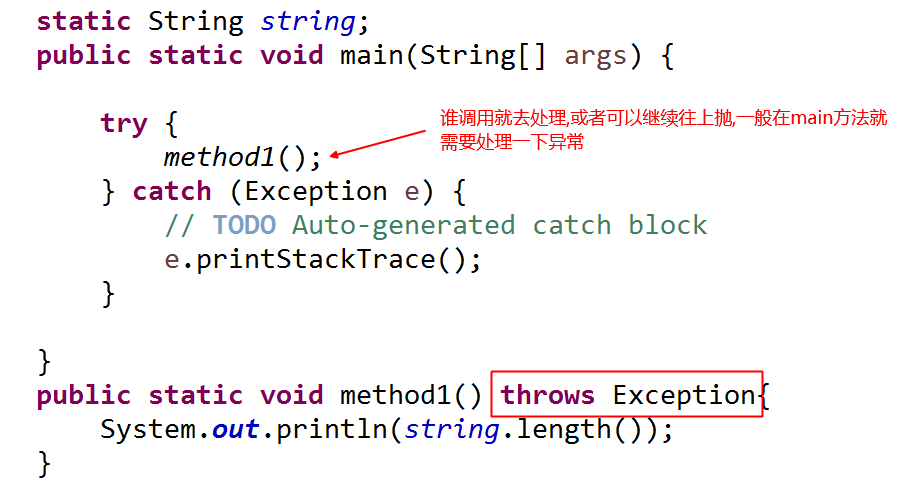 static String string;
public static void main(String[] args) {
try {
谁调用就去处理,或者可以继续往上抛,一般在main方法就
需要处理一下异常
method1();
} catch (Exception e) {
// TODO Auto-generated catch block
e.printStackTrace();
}
}
public static void method1() throws Exception{
System.out.println(string.length());
}